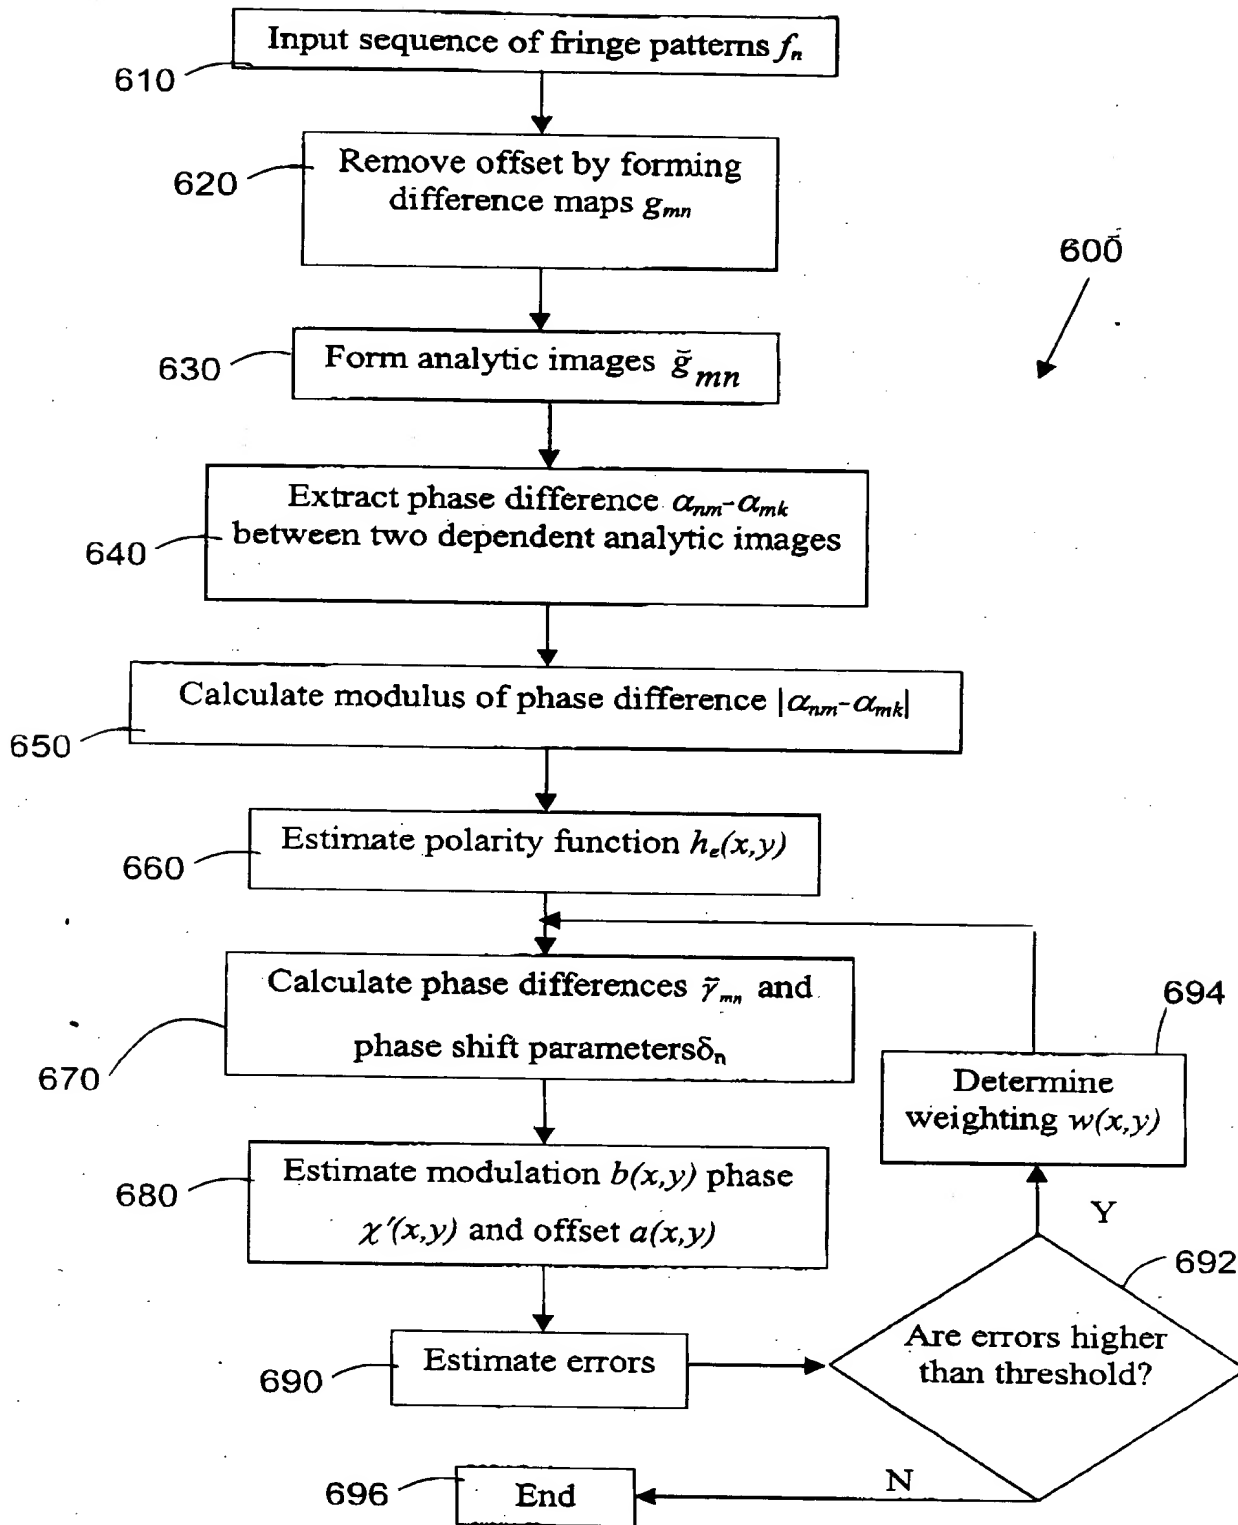 Input sequence of fringe patterns fₙ
610
Remove offset by forming
difference maps gₘₙ
620
600
Form analytic images g̃ₘₙ
630
Extract phase difference αₙₘ-αₘₖ
between two dependent analytic images
640
Calculate modulus of phase difference |αₙₘ-αₘₖ|
650
Estimate polarity function hₑ(x,y)
660
Calculate phase differences γ̄ₘₙ and
phase shift parametersδₙ
670
694
Determine
weighting w(x,y)
Estimate modulation b(x,y) phase
χ'(x,y) and offset a(x,y)
680
Y
692
Are errors higher
than threshold?
Estimate errors
690
N
End
696